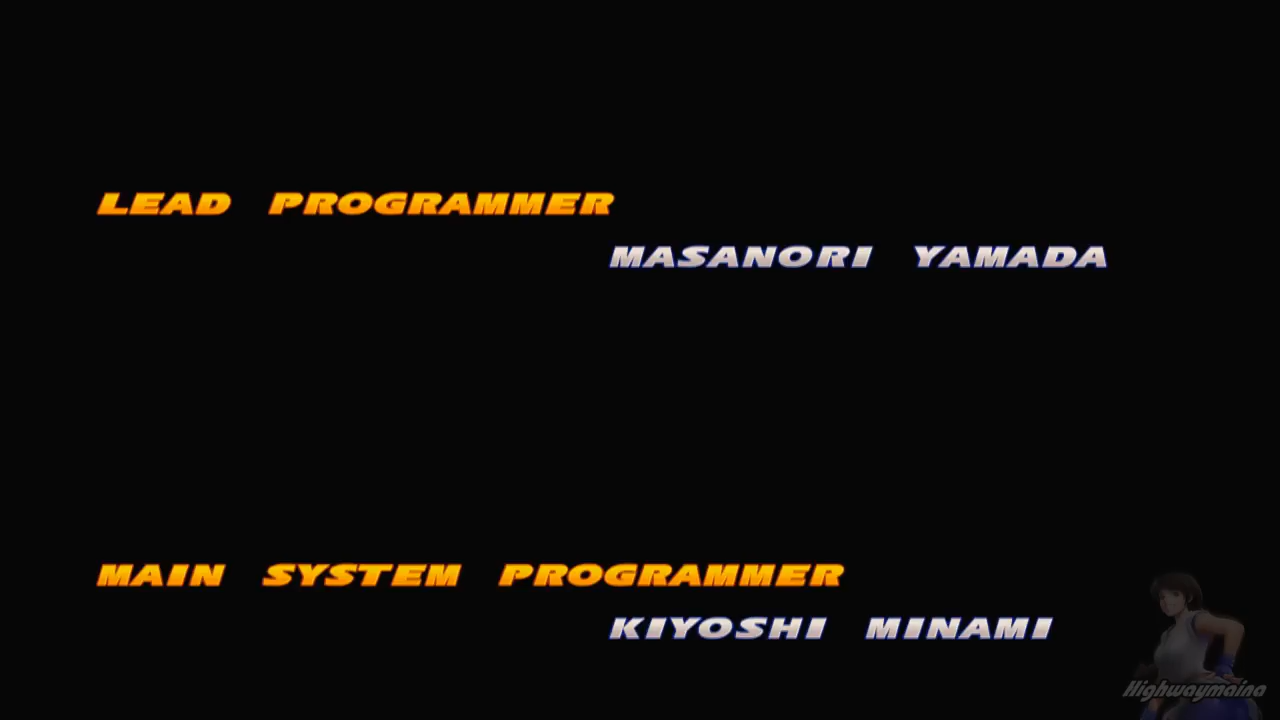 LEAD PROGRAMMER
MASANORI YAMADA
MAIN SYSTEM PROGRAMMER
KIYOSHI MINAMI
Highwaymaina